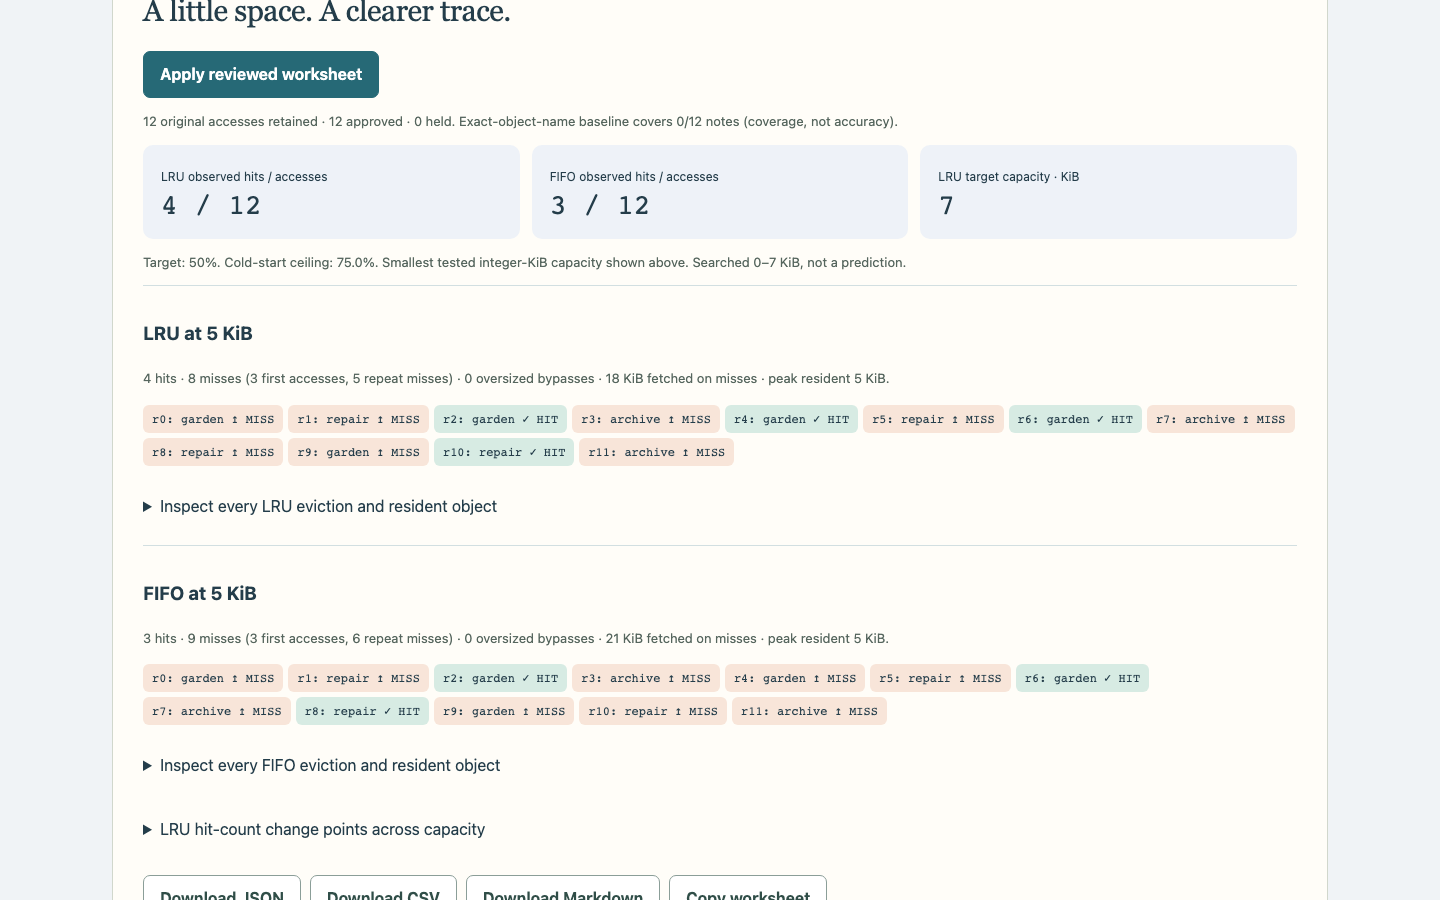 A little space. A clearer trace.
Apply reviewed worksheet
12 original accesses retained · 12 approved · 0 held. Exact-object-name baseline covers 0/12 notes (coverage, not accuracy).
LRU observed hits / accesses
4 / 12
FIFO observed hits / accesses
3 / 12
LRU target capacity · KiB
7
Target: 50%. Cold-start ceiling: 75.0%. Smallest tested integer-KiB capacity shown above. Searched 0–7 KiB, not a prediction.
LRU at 5 KiB
4 hits · 8 misses (3 first accesses, 5 repeat misses) · 0 oversized bypasses · 18 KiB fetched on misses · peak resident 5 KiB.
r0: garden ↥ MISS r1: repair ↥ MISS r2: garden ✓ HIT r3: archive ↥ MISS r4: garden ✓ HIT r5: repair ↥ MISS r6: garden ✓ HIT r7: archive ↥ MISS
r8: repair ↥ MISS r9: garden ↥ MISS r10: repair ✓ HIT r11: archive ↥ MISS
▶ Inspect every LRU eviction and resident object
FIFO at 5 KiB
3 hits · 9 misses (3 first accesses, 6 repeat misses) · 0 oversized bypasses · 21 KiB fetched on misses · peak resident 5 KiB.
r0: garden ↥ MISS r1: repair ↥ MISS r2: garden ✓ HIT r3: archive ↥ MISS r4: garden ↥ MISS r5: repair ↥ MISS r6: garden ✓ HIT
r7: archive ↥ MISS r8: repair ✓ HIT r9: garden ↥ MISS r10: repair ↥ MISS r11: archive ↥ MISS
▶ Inspect every FIFO eviction and resident object
▶ LRU hit-count change points across capacity
Download JSON Download CSV Download Markdown Copy worksheet